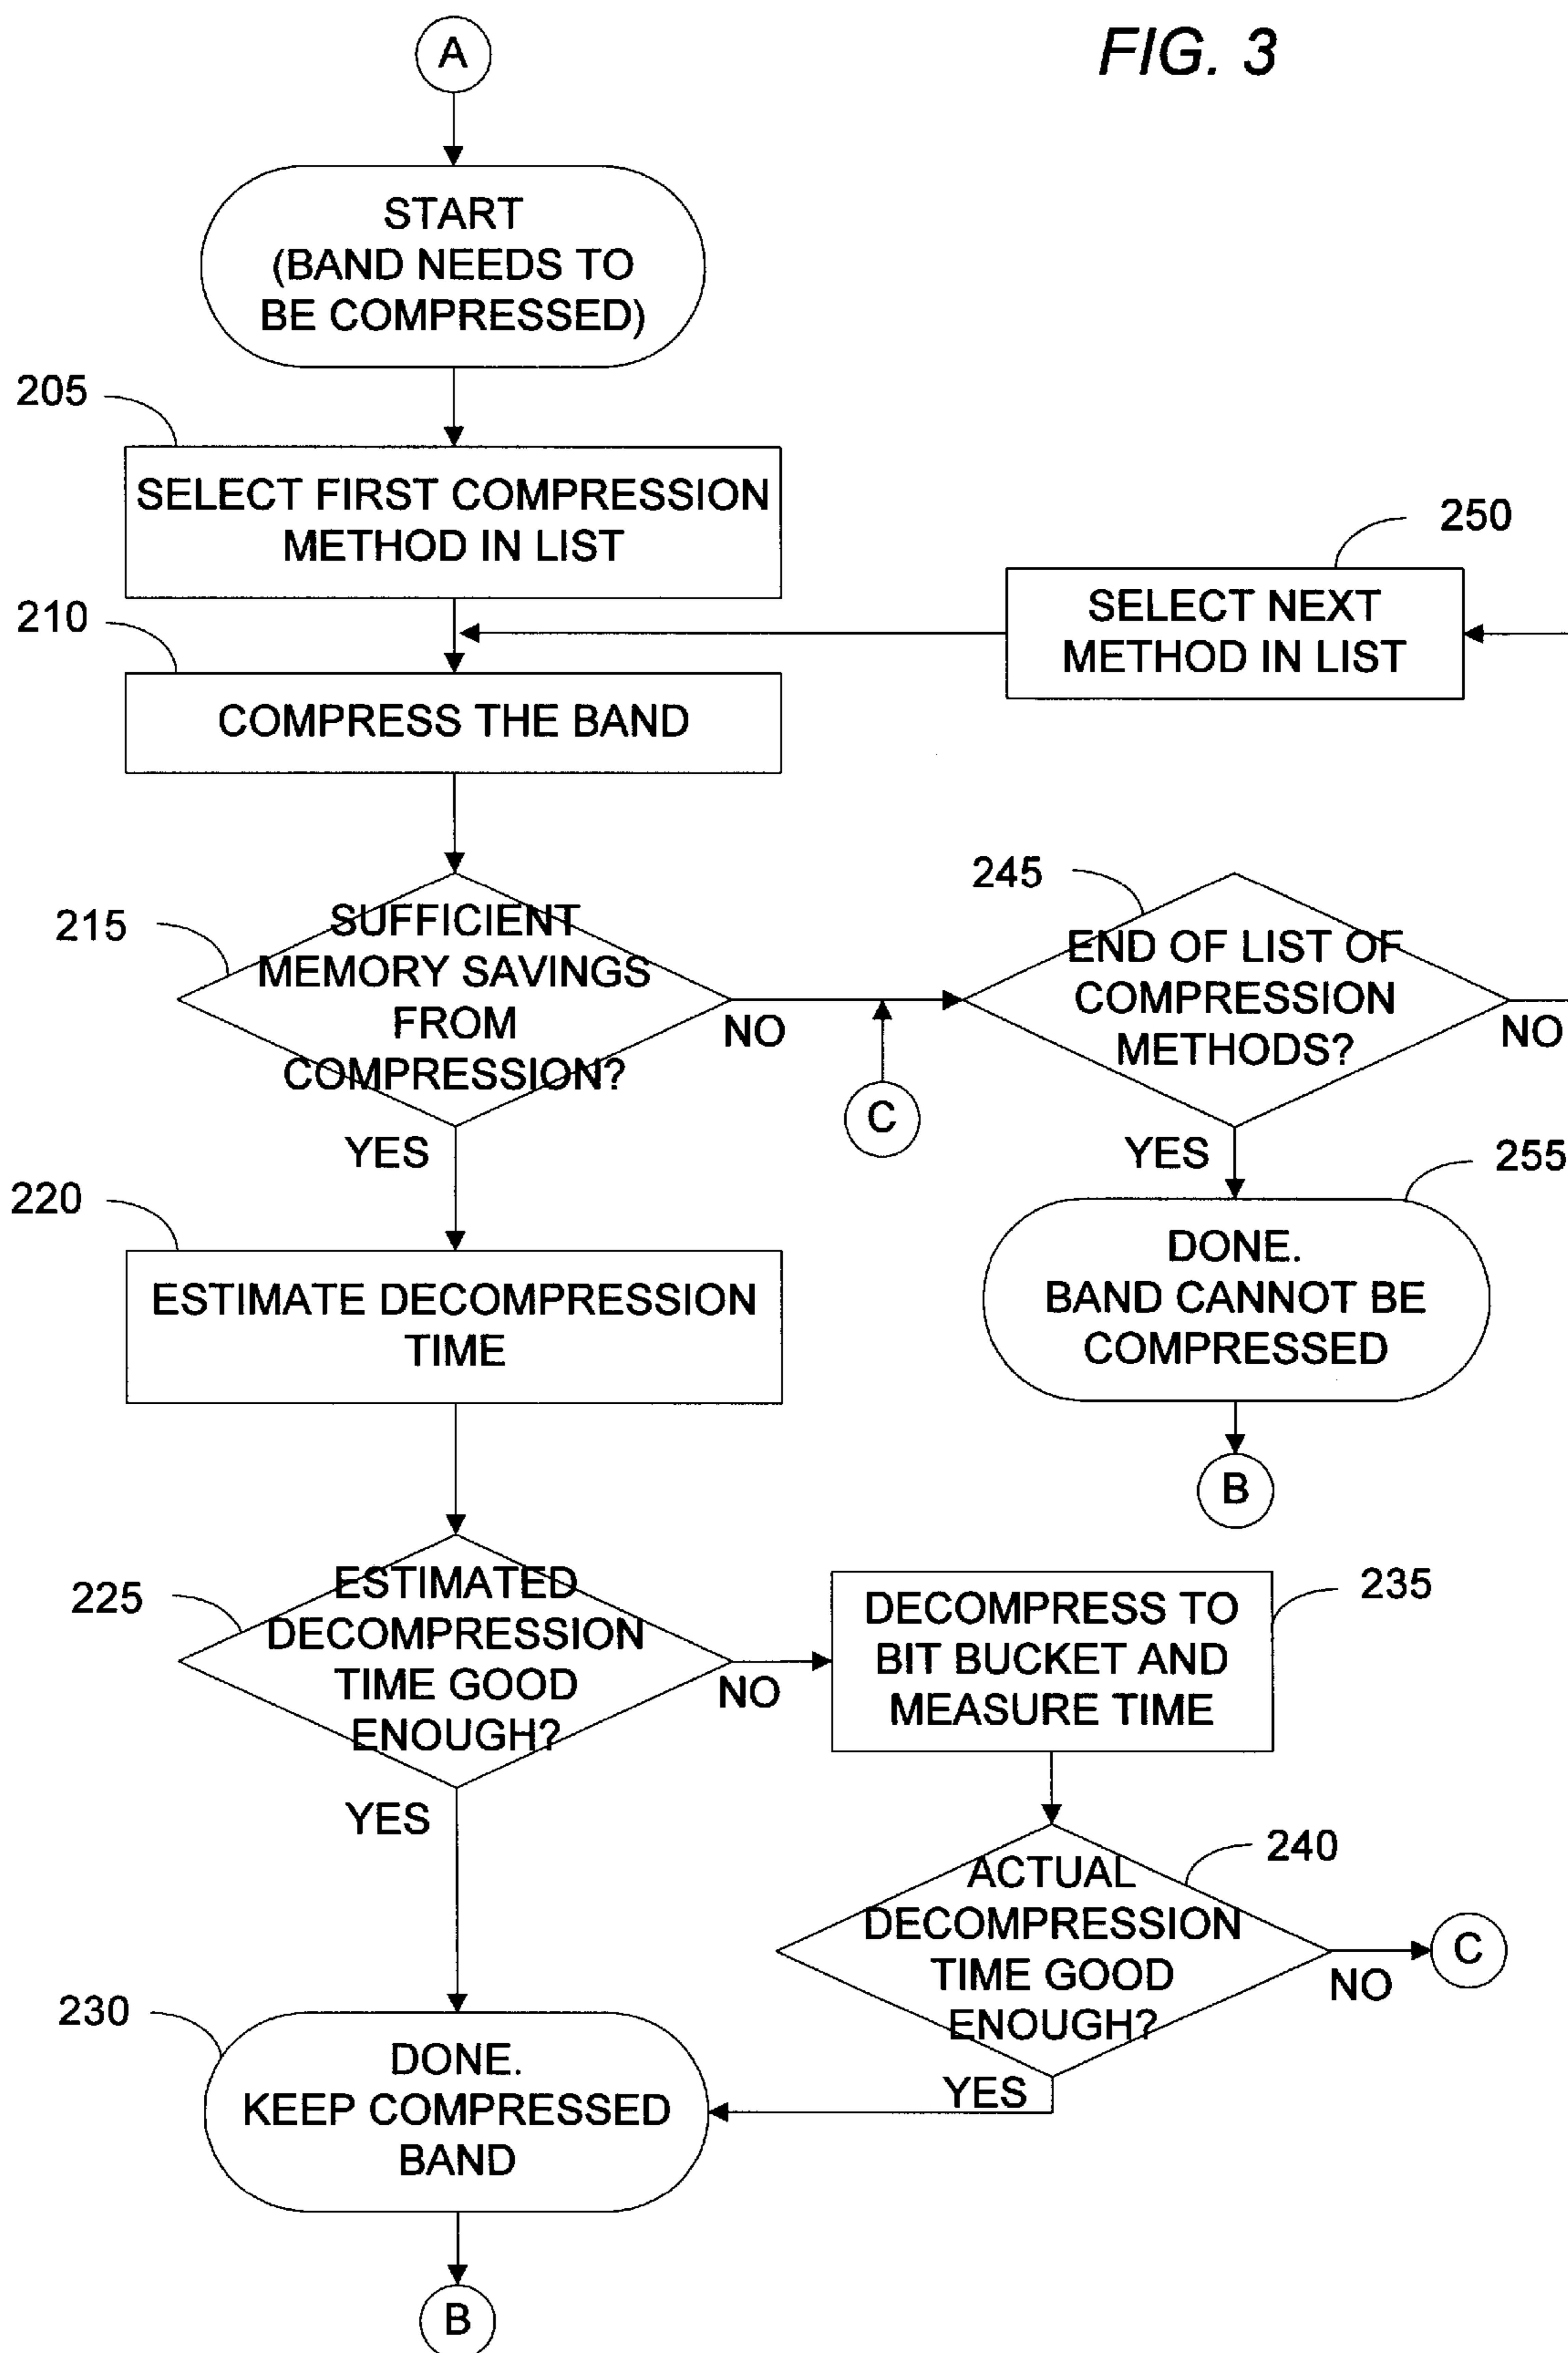 FIG. 3
A
START
(BAND NEEDS TO
BE COMPRESSED)
205
SELECT FIRST COMPRESSION
METHOD IN LIST
250
SELECT NEXT
METHOD IN LIST
210
COMPRESS THE BAND
215
SUFFICIENT
MEMORY SAVINGS
FROM
COMPRESSION?
NO
YES
C
245
END OF LIST OF
COMPRESSION
METHODS?
NO
YES
255
DONE.
BAND CANNOT BE
COMPRESSED
B
220
ESTIMATE DECOMPRESSION
TIME
225
ESTIMATED
DECOMPRESSION
TIME GOOD
ENOUGH?
NO
YES
235
DECOMPRESS TO
BIT BUCKET AND
MEASURE TIME
240
ACTUAL
DECOMPRESSION
TIME GOOD
ENOUGH?
NO
C
YES
230
DONE.
KEEP COMPRESSED
BAND
B